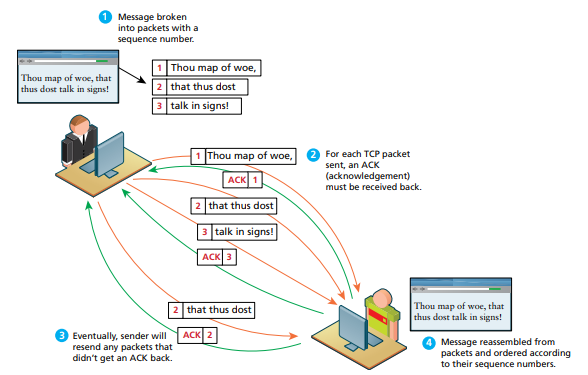 1 Message broken
into packets with a
sequence number.
Thou map of woe, that
thus dost talk in signs!
1 Thou map of woe,
2 that thus dost
3 talk in signs!
1 Thou map of woe,
2 For each TCP packet
sent, an ACK
(acknowledgement)
must be received back.
ACK 1
2 that thus dost
3 talk in signs!
ACK 3
2 that thus dost
ACK 2
3 Eventually, sender will
resend any packets that
didn't get an ACK back.
Thou map of woe, that
thus dost talk in signs!
4 Message reassembled from
packets and ordered according
to their sequence numbers.